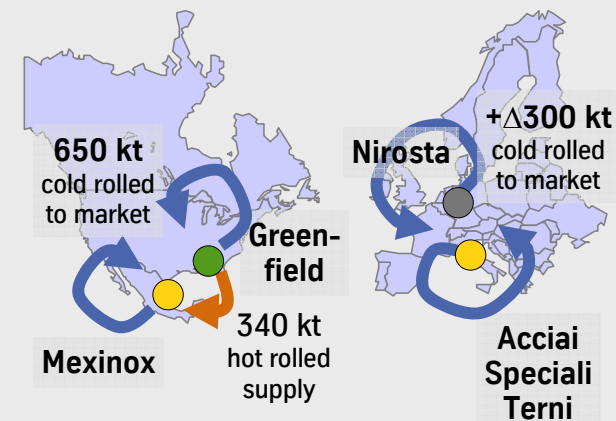 650 kt
cold rolled
to market
Green-
field
Mexinox
340 kt
hot rolled
supply
Nirosta
+Δ300 kt
cold rolled
to market
Acciai
Speciali
Terni